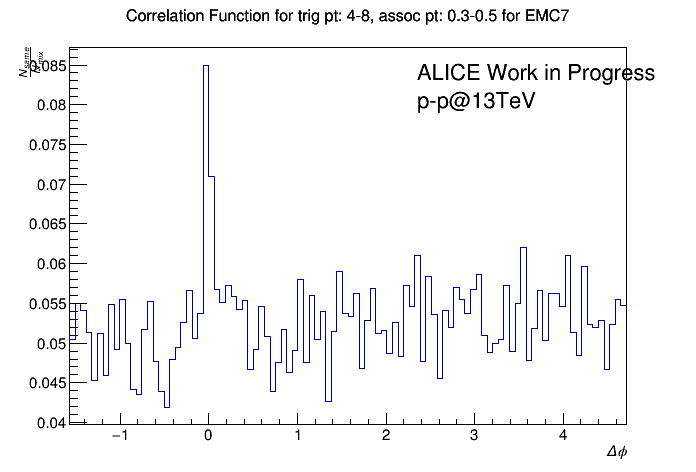 Correlation Function for trig pt: 4-8, assoc pt: 0.3-0.5 for EMC7
ALICE Work in Progress
p-p@13TeV
0.085
0.08
0.075
0.07
0.065
0.06
0.055
0.05
0.045
0.04
−1 0 1 2 3 4
Δϕ